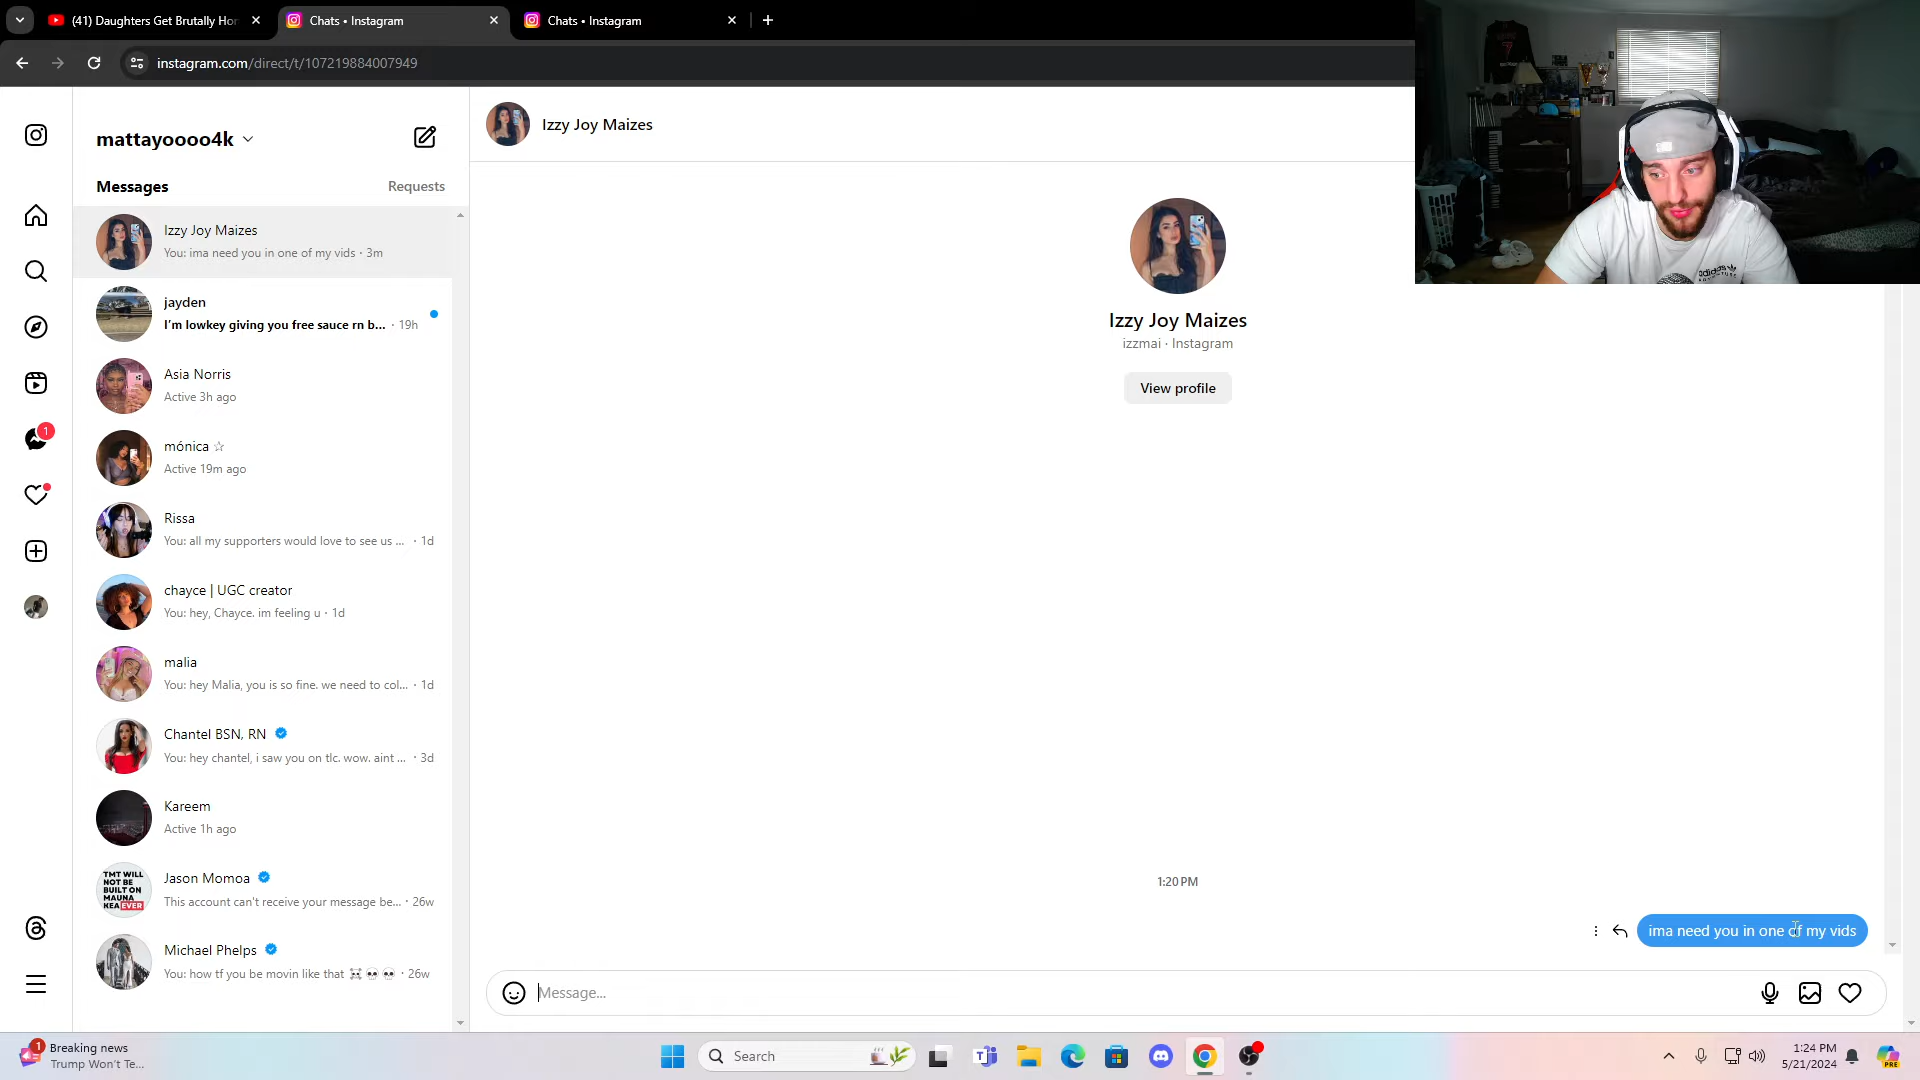 (41) Daughters Get Brutally Hor
Chats • Instagram
Chats • Instagram
instagram.com/direct/t/107219884007949
mattayoooo4k
Messages
Requests
Izzy Joy Maizes
You: ima need you in one of my vids · 3m
jayden
I'm lowkey giving you free sauce rn b... · 19h
Asia Norris
Active 3h ago
mónica ☆
Active 19m ago
Rissa
You: all my supporters would love to see us ... · 1d
chayce | UGC creator
You: hey, Chayce. im feeling u · 1d
malia
You: hey Malia, you is so fine. we need to col... · 1d
Chantel BSN, RN
You: hey chantel, i saw you on tlc. wow. aint ... · 3d
Kareem
Active 1h ago
TMT WILL
NOT BE
BUILT ON
MAUNA
KEA EVER
Jason Momoa
This account can't receive your message be... · 26w
Michael Phelps
You: how tf you be movin like that ☠️ 💀 💀 · 26w
1
Izzy Joy Maizes
Izzy Joy Maizes
izzmai · Instagram
View profile
1:20 PM
ima need you in one of my vids
Message...
adidas
1
Breaking news
Trump Won't Te...
Search
PRE
1:24 PM
5/21/2024